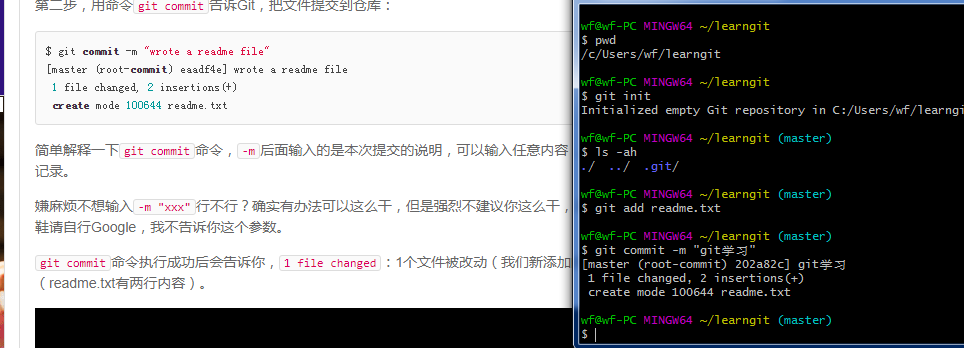 第二步，用命令git commit告诉Git，把文件提交到仓库：
$ git commit -m "wrote a readme file"
[master (root-commit) eaadf4e] wrote a readme file
1 file changed, 2 insertions(+)
create mode 100644 readme.txt
简单解释一下git commit命令，-m后面输入的是本次提交的说明，可以输入任意内容
记录。
嫌麻烦不想输入-m "xxx"行不行？确实有办法可以这么干，但是强烈不建议你这么干，
鞋请自行Google，我不告诉你这个参数。
git commit命令执行成功后会告诉你，1 file changed：1个文件被改动（我们新添加
（readme.txt有两行内容）。
wf@wf-PC MINGW64 ~/learngit
$ pwd
/c/Users/wf/learngit
wf@wf-PC MINGW64 ~/learngit
$ git init
Initialized empty Git repository in C:/Users/wf/learngi
wf@wf-PC MINGW64 ~/learngit (master)
$ ls -ah
./ ../ .git/
wf@wf-PC MINGW64 ~/learngit (master)
$ git add readme.txt
wf@wf-PC MINGW64 ~/learngit (master)
$ git commit -m "git学习"
[master (root-commit) 202a82c] git学习
1 file changed, 2 insertions(+)
create mode 100644 readme.txt
wf@wf-PC MINGW64 ~/learngit (master)
$